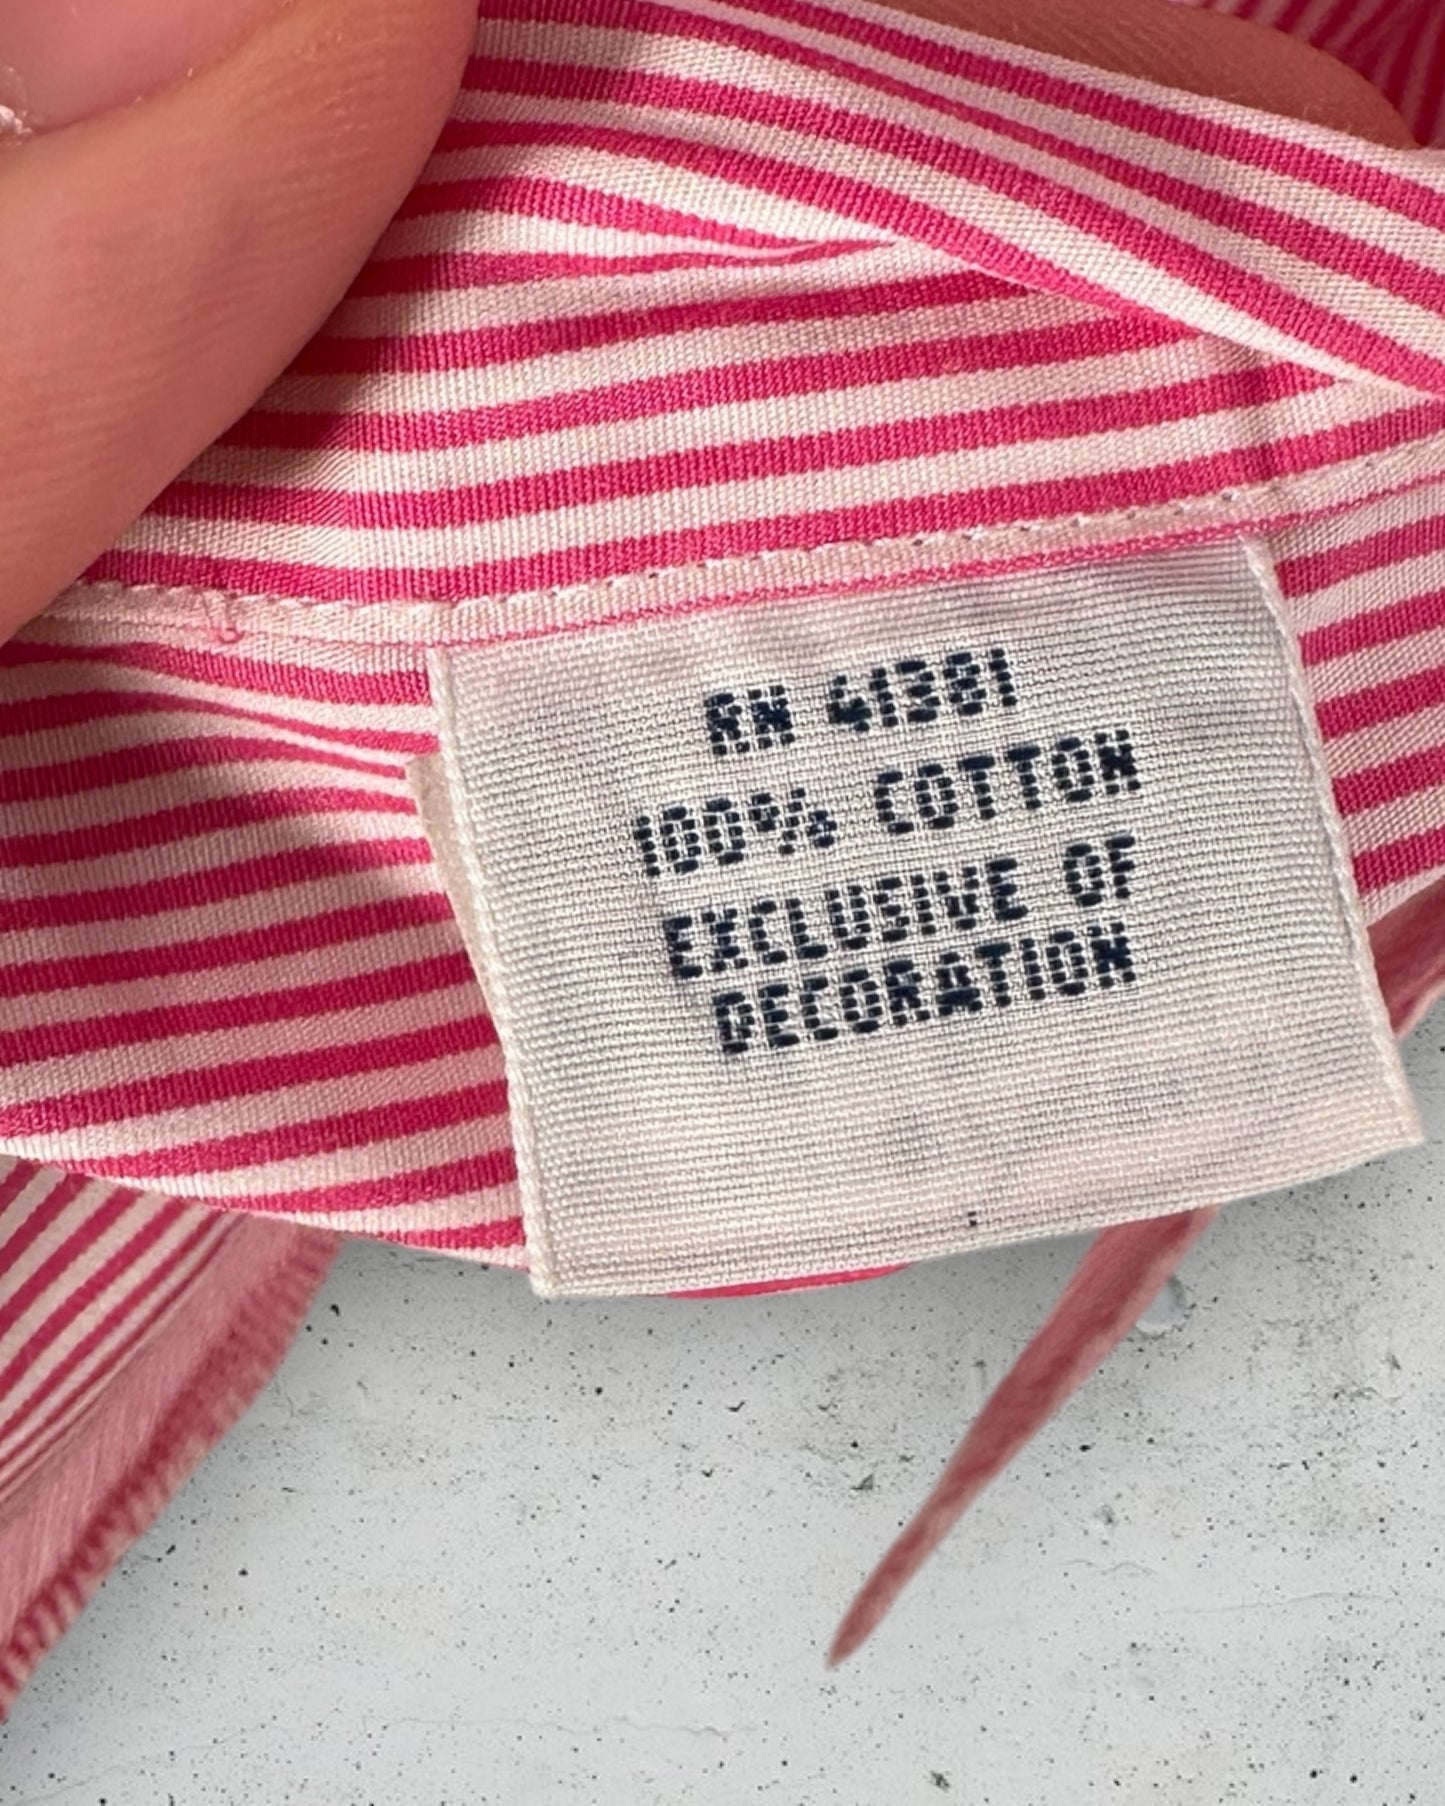 RN 41381
100% COTTON
EXCLUSIVE OF
DECORATION